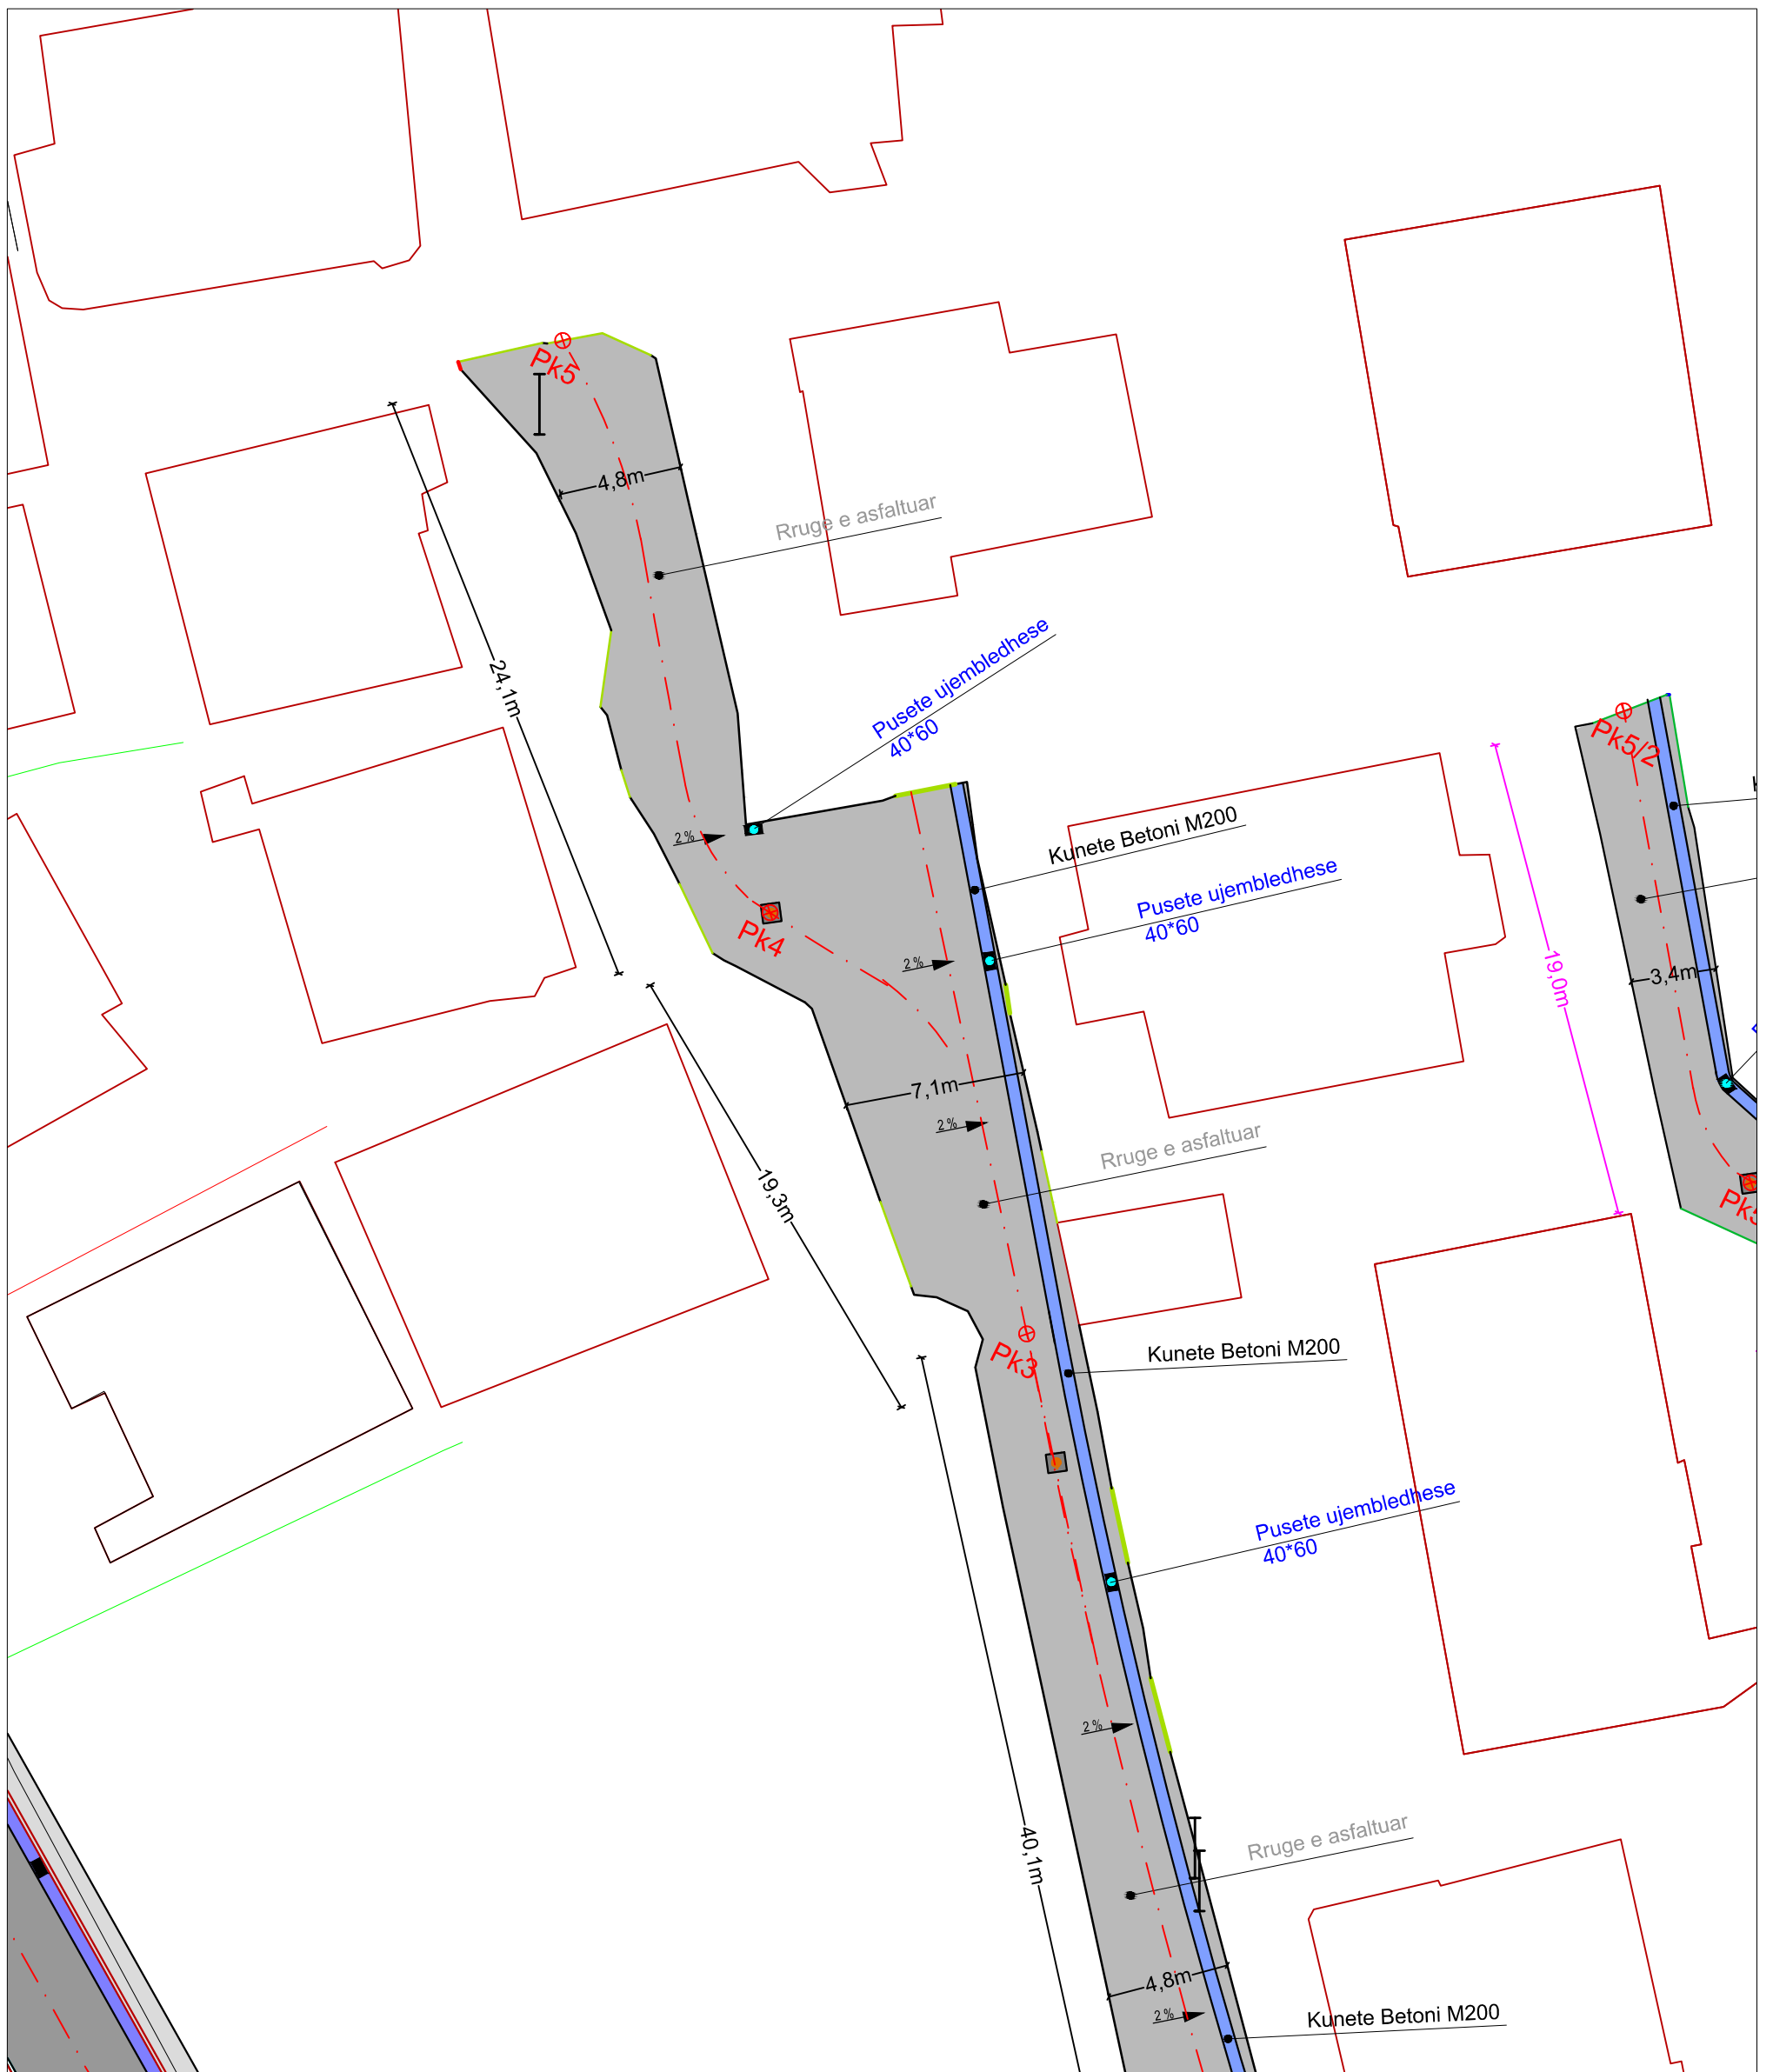 Pk5
4,8m
Rruge e asfaltuar
24,1m
Pusete ujembledhese
40*60
Pk5/2
2%
Kunete Betoni M200
Pusete ujembledhese
40*60
Pk4
2%
19,0m
3,4m
7,1m
2%
Rruge e asfaltuar
19,3m
Pk3
Kunete Betoni M200
Pusete ujembledhese
40*60
2%
Rruge e asfaltuar
40,1m
4,8m
2%
Kunete Betoni M200